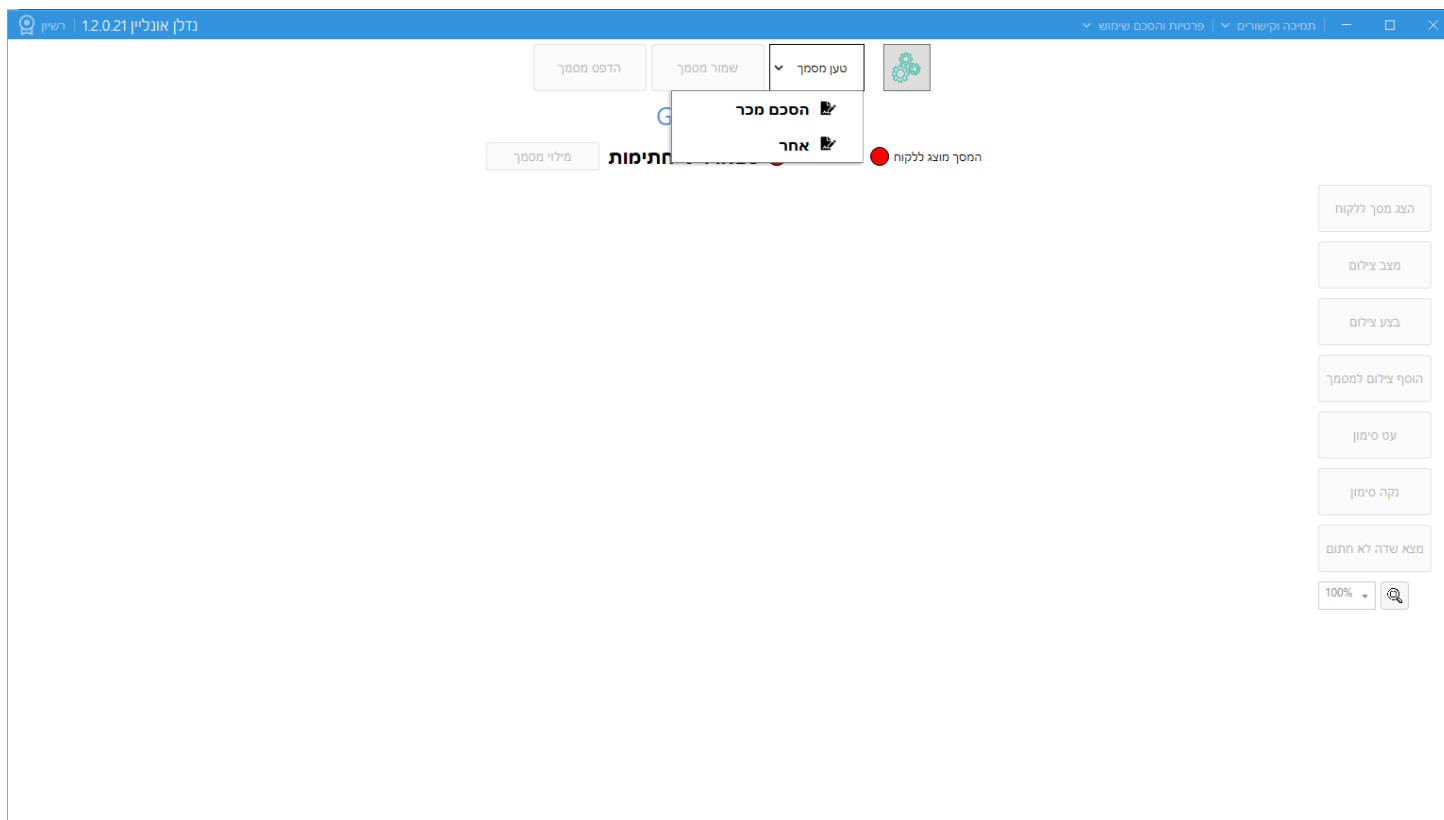 נדלן אונליין 1.2.0.21 | רשיון
תמיכה וקישורים | פרטיות והסכם שימוש
טען מסמך
שמור מסמך
הדפס מסמך
הסכם מכר
אחר
G
המסך מוצג ללקוח
חתימות
מילוי מסמך
הצג מסך ללקוח
מצב צילום
בצע צילום
הוסף צילום למסמך
עט סימון
נקה סימון
מצא שדה לא חתום
100%